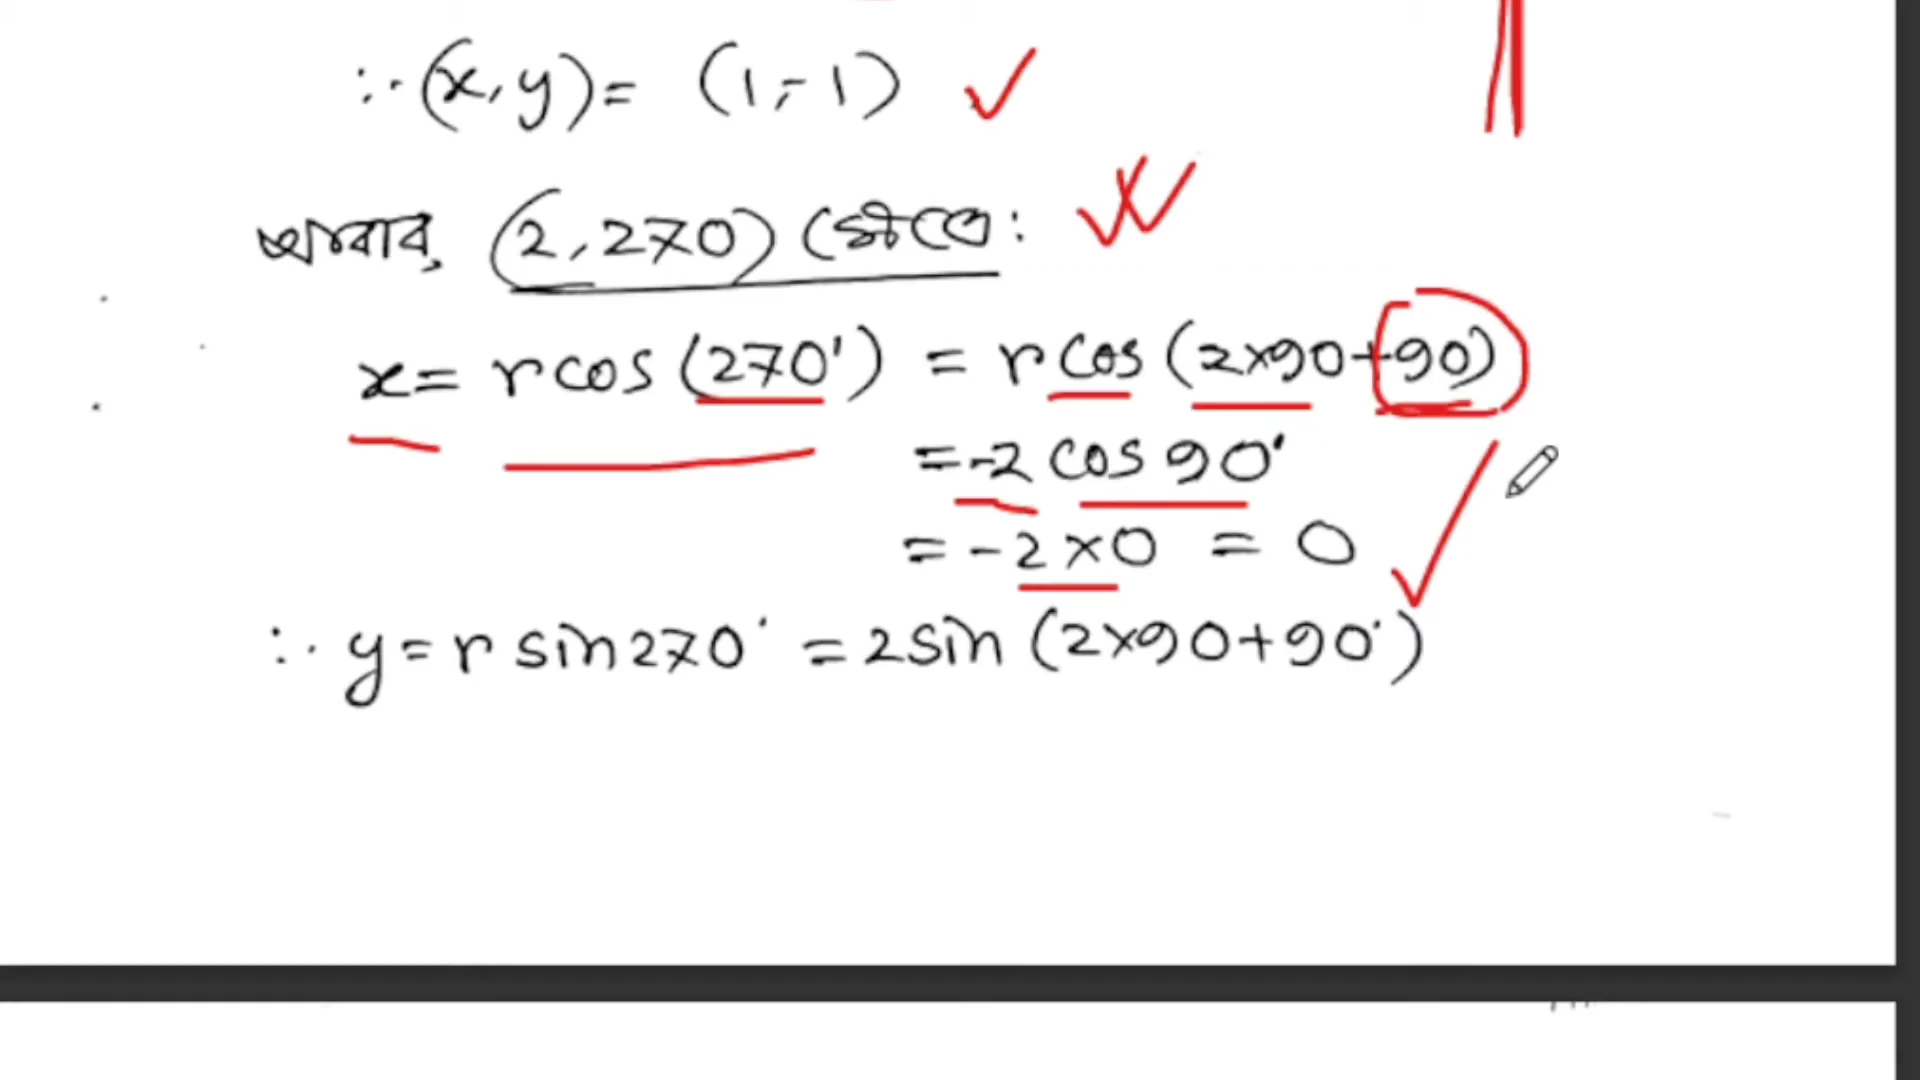 ∴ (x, y) = (1, -1)
আবার, (2, 270) হতে:
x = r cos (270°) = r cos (2×90+90)
= -2 cos 90°
= -2 × 0 = 0
∴ y = r sin 270° = 2 sin (2×90+90°)